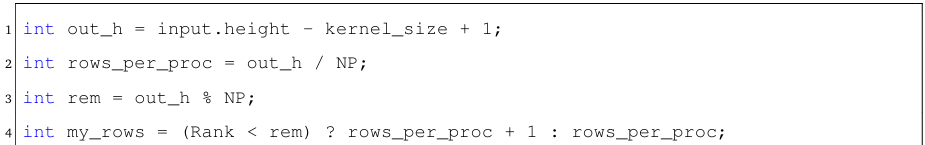 1 int out_h = input.height - kernel_size + 1;
2 int rows_per_proc = out_h / NP;
3 int rem = out_h % NP;
4 int my_rows = (Rank < rem) ? rows_per_proc + 1 : rows_per_proc;